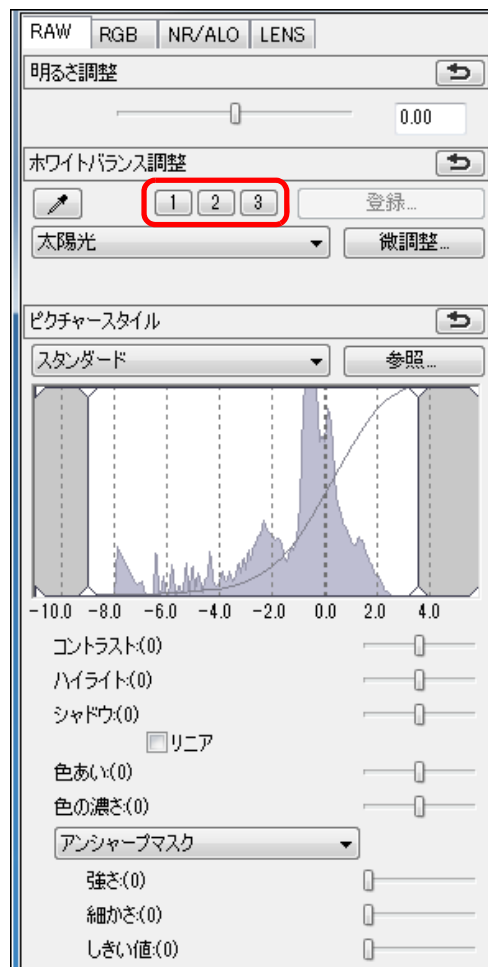 RAW RGB NR/ALO LENS
明るさ調整
0.00
ホワイトバランス調整
1 2 3 登録...
太陽光 微調整...
ピクチャースタイル
スタンダード 参照...
-10.0 -8.0 -6.0 -4.0 -2.0 0.0 2.0 4.0
コントラスト:(0)
ハイライト:(0)
シャドウ:(0)
リニア
色あい:(0)
色の濃さ:(0)
アンシャープマスク
強さ:(0)
細かさ:(0)
しきい値:(0)